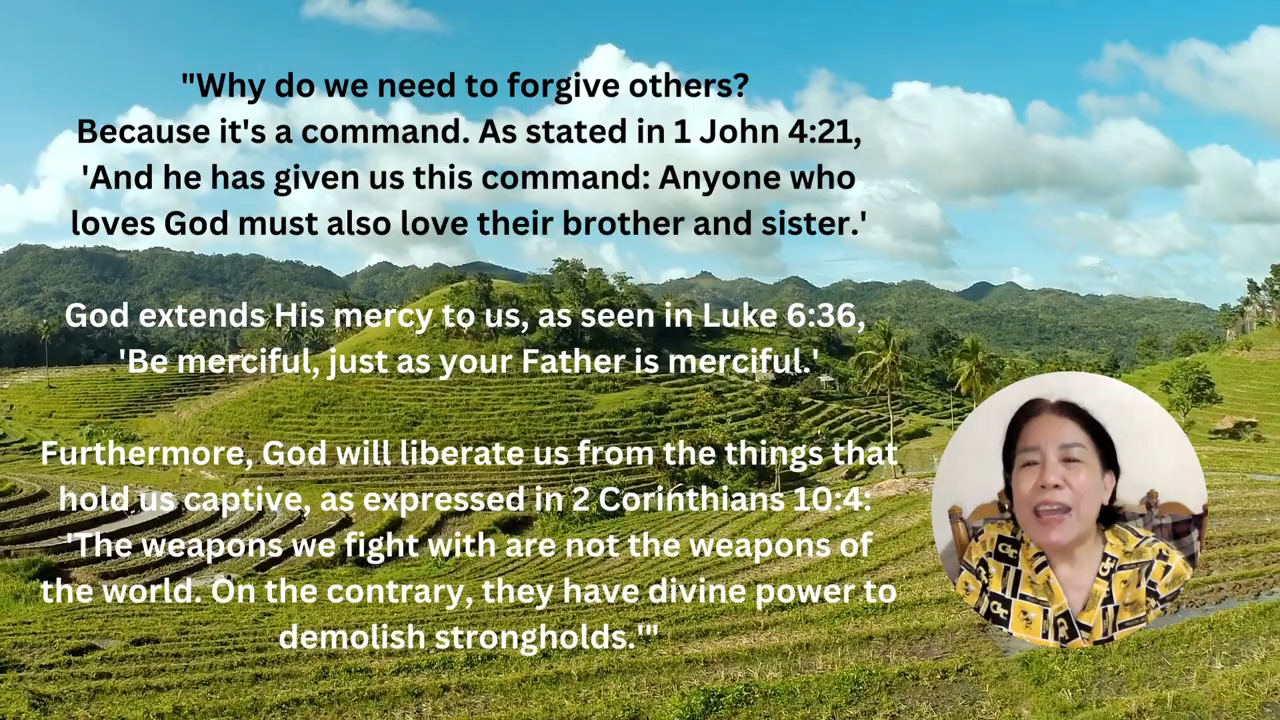 "Why do we need to forgive others?
Because it's a command. As stated in 1 John 4:21,
'And he has given us this command: Anyone who
loves God must also love their brother and sister.'
God extends His mercy to us, as seen in Luke 6:36,
'Be merciful, just as your Father is merciful.'
Furthermore, God will liberate us from the things that
hold us captive, as expressed in 2 Corinthians 10:4:
'The weapons we fight with are not the weapons of
the world. On the contrary, they have divine power to
demolish strongholds.'"
GT